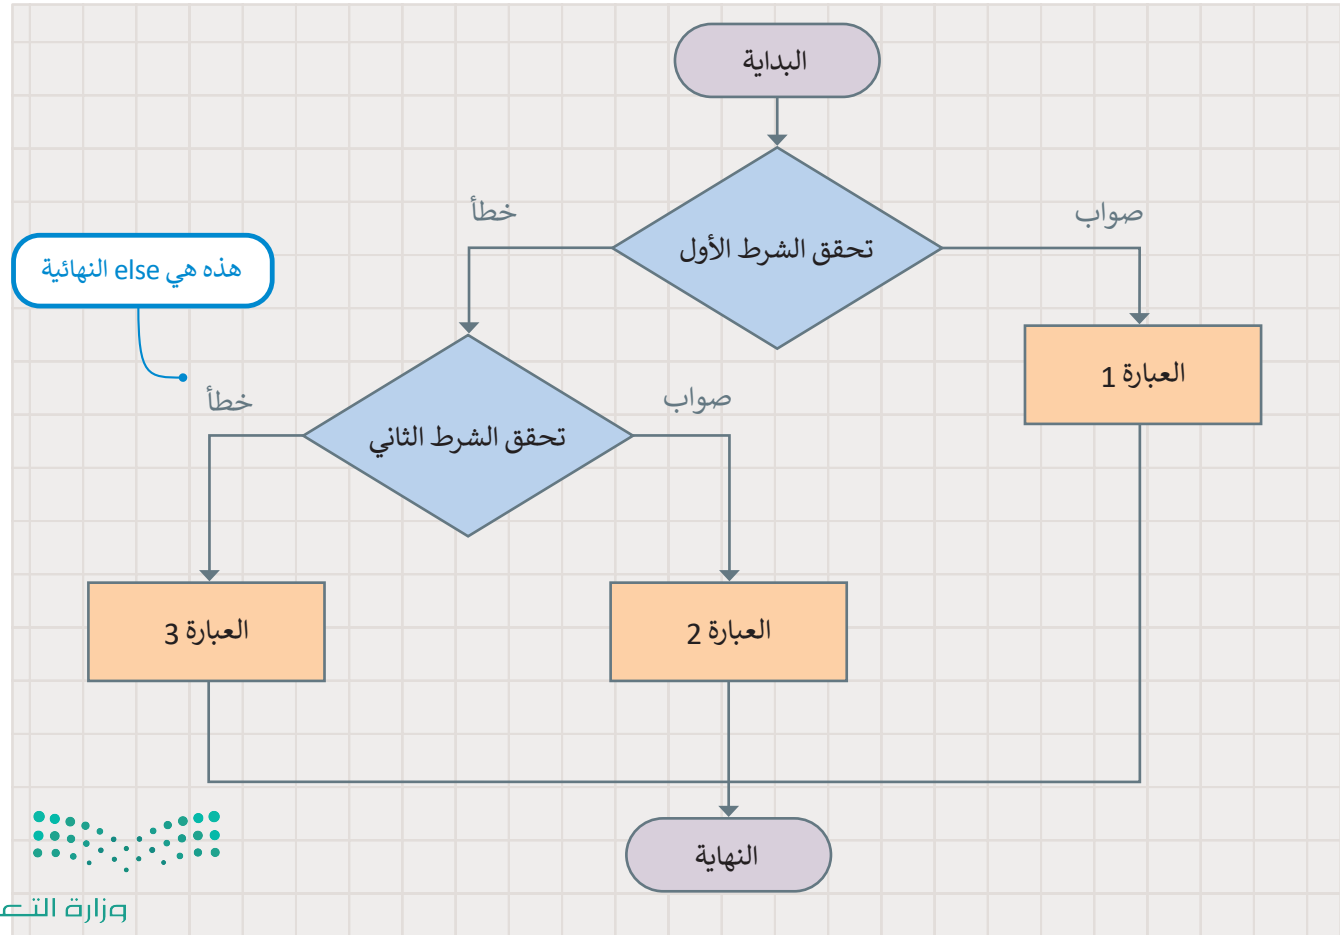 البداية
صواب
خطأ
تحقق الشرط الأول
هذه هي else النهائية
العبارة 1
صواب
خطأ
تحقق الشرط الثاني
العبارة 2
العبارة 3
النهاية
وزارة